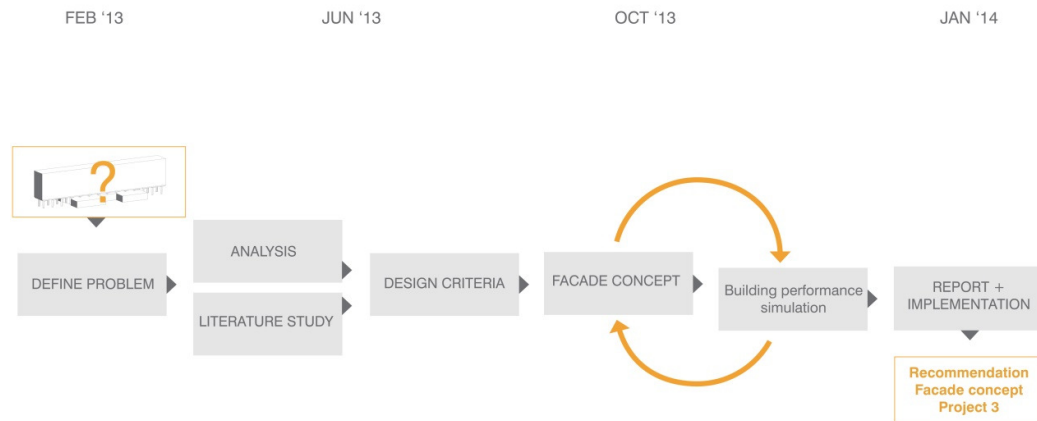 FEB ‘13
JUN ‘13
OCT ‘13
JAN ‘14
?
DEFINE PROBLEM
ANALYSIS
LITERATURE STUDY
DESIGN CRITERIA
FACADE CONCEPT
Building performance
simulation
REPORT +
IMPLEMENTATION
Recommendation
Facade concept
Project 3